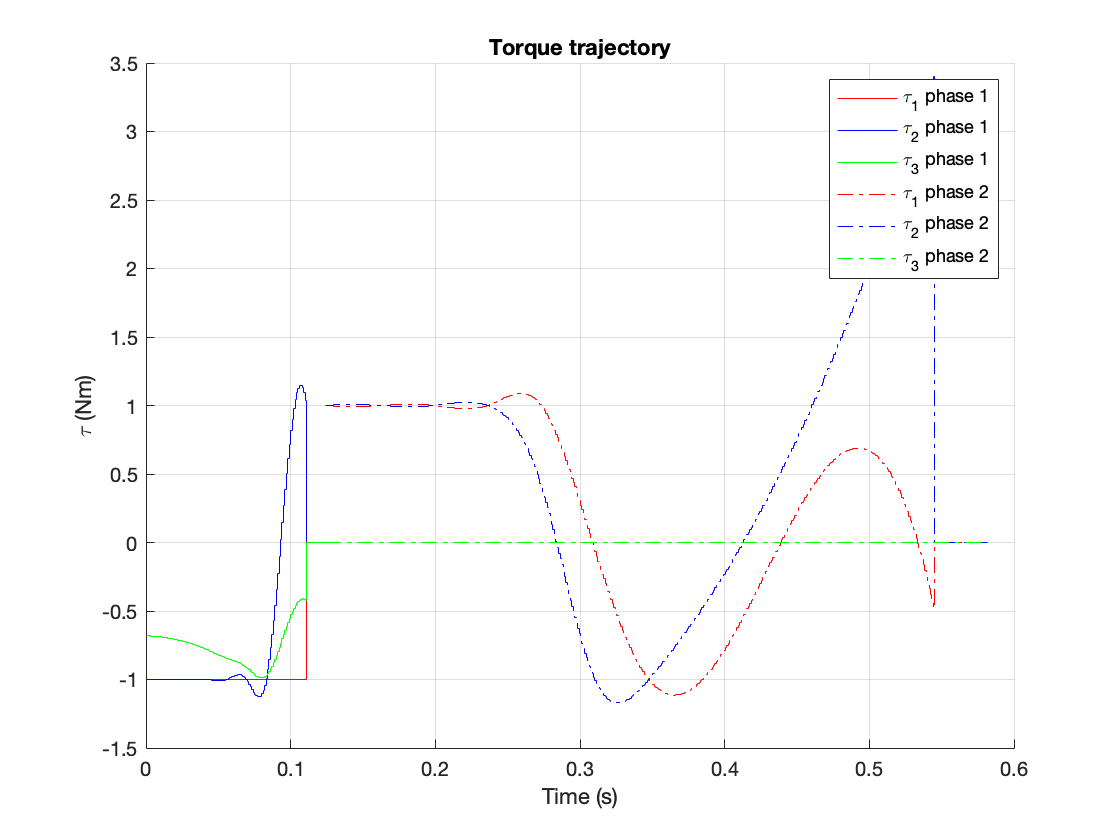 Torque trajectory
3.5
3
2.5
2
1.5
1
0.5
0
-0.5
-1
-1.5
τ (Nm)
τ1 phase 1
τ2 phase 1
τ3 phase 1
τ1 phase 2
τ2 phase 2
τ3 phase 2
0 0.1 0.2 0.3 0.4 0.5 0.6
Time (s)